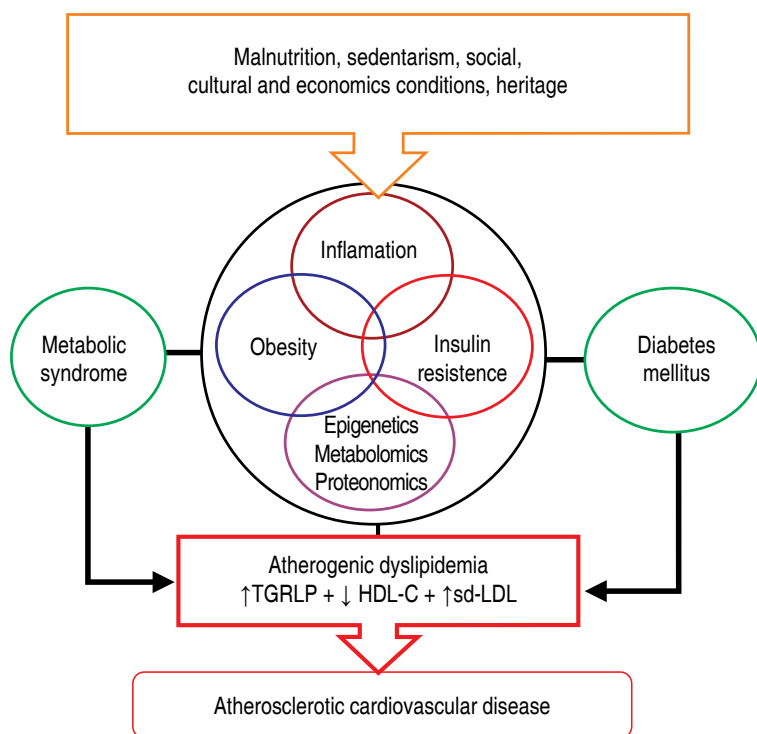 Malnutrition, sedentarism, social,
cultural and economics conditions, heritage
Inflamation
Metabolic
syndrome
Obesity
Insulin
resistence
Diabetes
mellitus
Epigenetics
Metabolomics
Proteonomics
Atherogenic dyslipidemia
↑TGRLP + ↓ HDL-C + ↑sd-LDL
Atherosclerotic cardiovascular disease